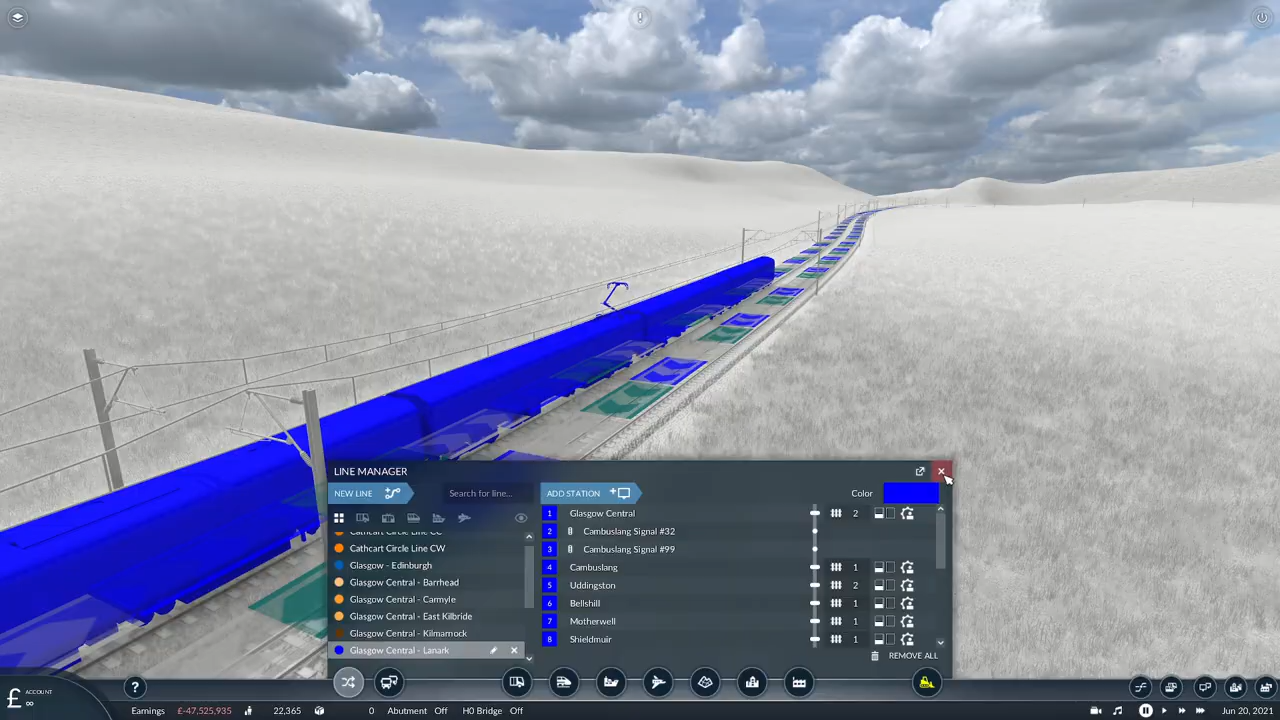 LINE MANAGER
NEW LINE
Search for line...
ADD STATION
Color
Cathcart Circle Line CC
Cathcart Circle Line CW
Glasgow - Edinburgh
Glasgow Central - Barrhead
Glasgow Central - Carmyle
Glasgow Central - East Kilbride
Glasgow Central - Kilmarnock
Glasgow Central - Lanark
1 Glasgow Central 2
2 Cambuslang Signal #32
3 Cambuslang Signal #99
4 Cambuslang 1
5 Uddingston 2
6 Bellshill 1
7 Motherwell 1
8 Shieldmuir 1
REMOVE ALL
£ ACCOUNT
∞
?
Earnings £-47,525,935 22,365 0 Abutment Off H0 Bridge Off Jun 20, 2021